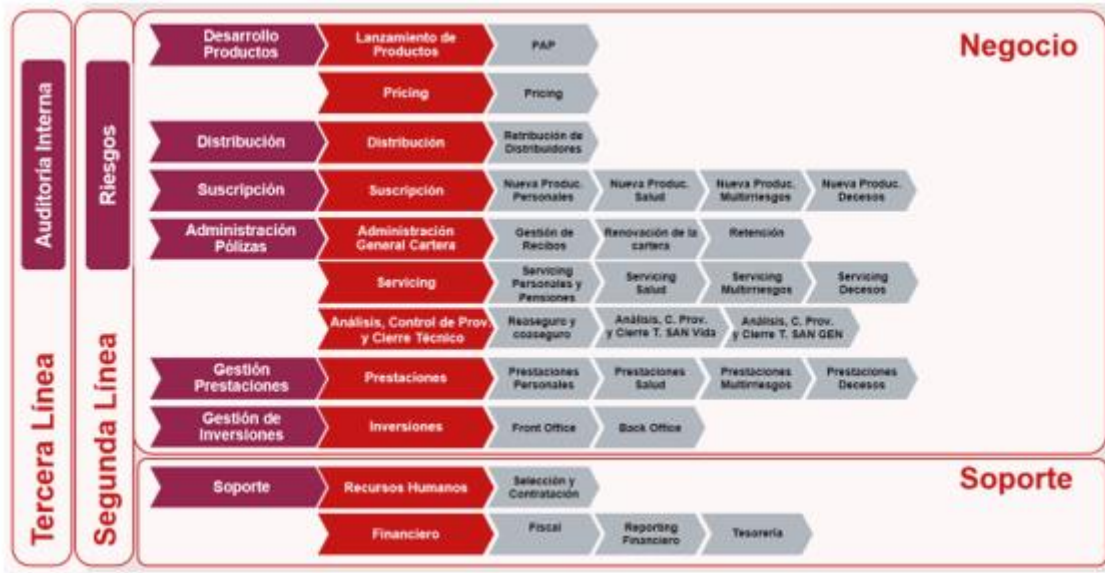 Tercera Línea
Auditoría Interna
Segunda Línea
Riesgos
Negocio
Desarrollo
Productos
Lanzamiento de
Productos
PAP
Pricing
Pricing
Distribución
Distribución
Retribución de
Distribuidores
Suscripción
Suscripción
Nueva Produc.
Personales
Nueva Produc.
Salud
Nueva Produc.
Multirriesgos
Nueva Produc.
Decesos
Administración
Pólizas
Administración
General Cartera
Gestión de
Recibos
Renovación de la
cartera
Retención
Servicing
Servicing
Personales y
Pensiones
Servicing
Salud
Servicing
Multirriesgos
Servicing
Decesos
Análisis, Control de Prov.
y Cierre Técnico
Reaseguro y
coaseguro
Análisis, C. Prov.
y Cierre T. SAN Vida
Análisis, C. Prov.
y Cierre T. SAN GEN
Gestión
Prestaciones
Prestaciones
Prestaciones
Personales
Prestaciones
Salud
Prestaciones
Multirriesgos
Prestaciones
Decesos
Gestión de
Inversiones
Inversiones
Front Office
Back Office
Soporte
Soporte
Recursos Humanos
Selección y
Contratación
Financiero
Fiscal
Reporting
Financiero
Tesorería